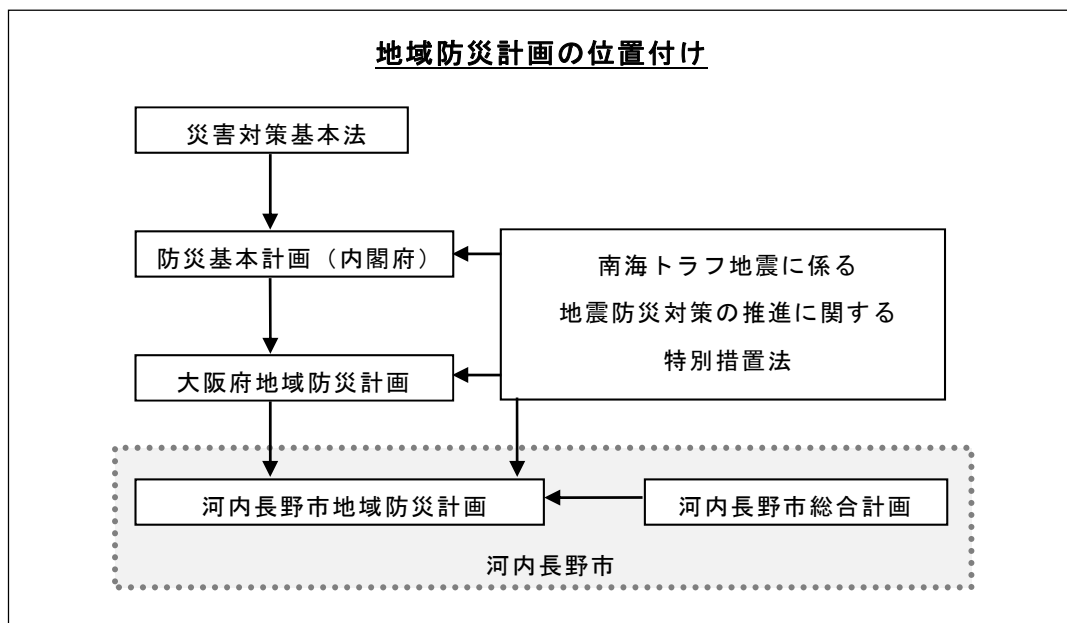 地域防災計画の位置付け
災害対策基本法
防災基本計画（内閣府）
南海トラフ地震に係る
地震防災対策の推進に関する
特別措置法
大阪府地域防災計画
河内長野市地域防災計画
河内長野市総合計画
河内長野市